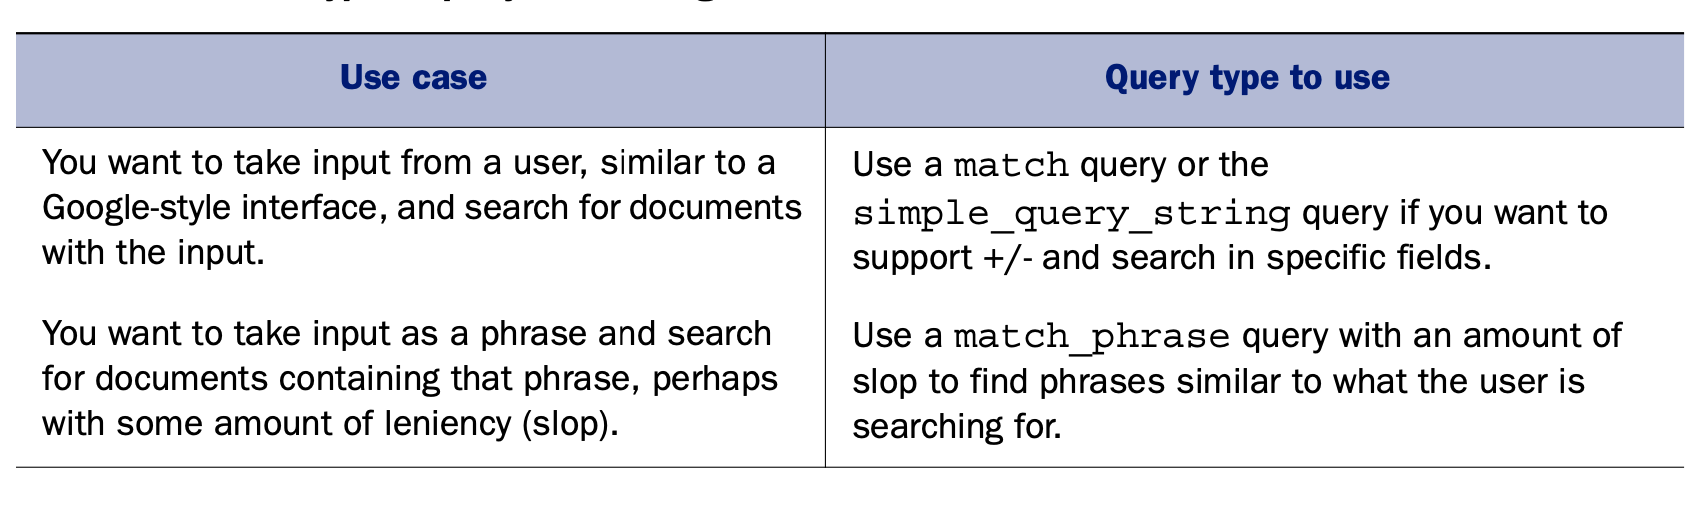 Use case
Query type to use
You want to take input from a user, similar to a
Google-style interface, and search for documents
with the input.
Use a match query or the
simple_query_string query if you want to
support +/- and search in specific fields.
You want to take input as a phrase and search
for documents containing that phrase, perhaps
with some amount of leniency (slop).
Use a match_phrase query with an amount of
slop to find phrases similar to what the user is
searching for.